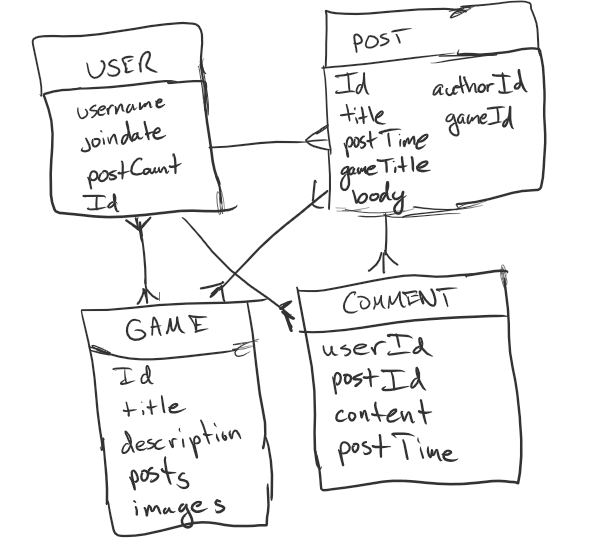 USER
username
joindate
postCount
Id
POST
Id
title
postTime
gameTitle
body
authorId
gameId
GAME
Id
title
description
posts
images
COMMENT
userId
postId
content
postTime